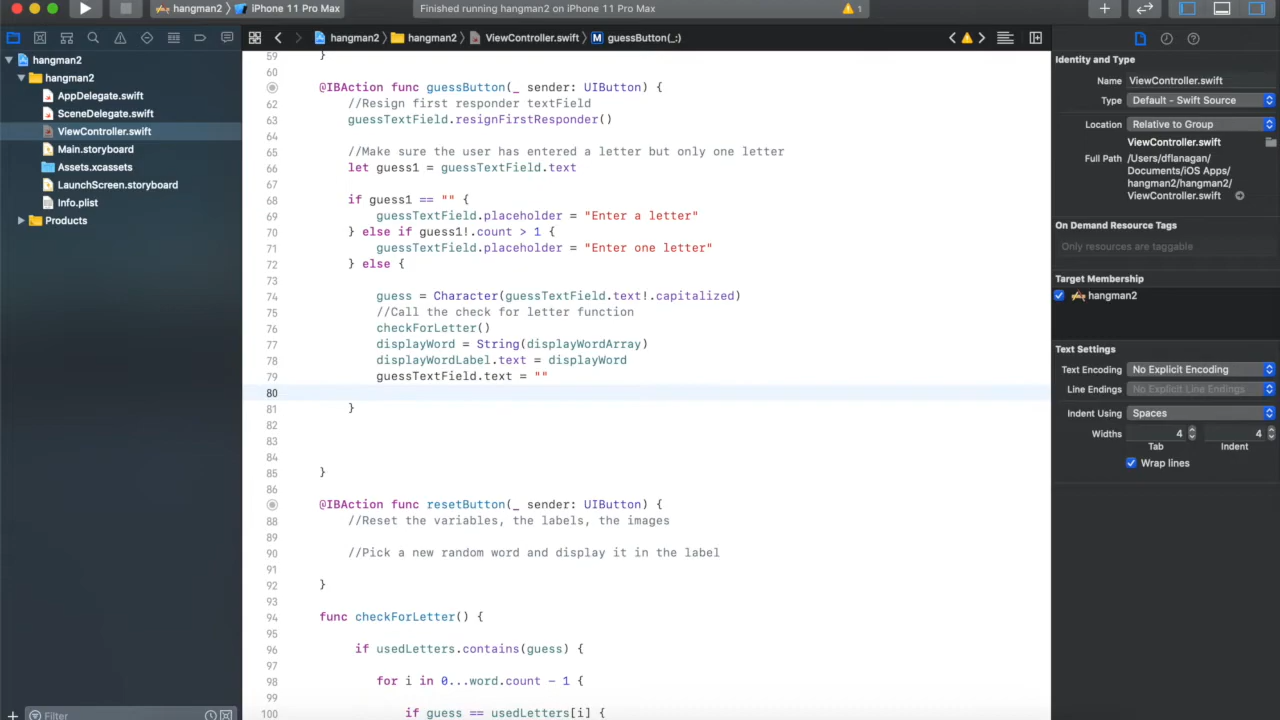 hangman2 〉 iPhone 11 Pro Max
Finished running hangman2 on iPhone 11 Pro Max
1
hangman2
hangman2
AppDelegate.swift
SceneDelegate.swift
ViewController.swift
Main.storyboard
Assets.xcassets
LaunchScreen.storyboard
Info.plist
Products
Filter
hangman2 〉 hangman2 〉 ViewController.swift 〉 M guessButton(_:)
59 }
60
@IBAction func guessButton(_ sender: UIButton) {
62 //Resign first responder textField
63 guessTextField.resignFirstResponder()
64
65 //Make sure the user has entered a letter but only one letter
66 let guess1 = guessTextField.text
67
68 if guess1 == "" {
69 guessTextField.placeholder = "Enter a letter"
70 } else if guess1!.count > 1 {
71 guessTextField.placeholder = "Enter one letter"
72 } else {
73
74 guess = Character(guessTextField.text!.capitalized)
75 //Call the check for letter function
76 checkForLetter()
77 displayWord = String(displayWordArray)
78 displayWordLabel.text = displayWord
79 guessTextField.text = ""
80
81 }
82
83
84
85 }
86
@IBAction func resetButton(_ sender: UIButton) {
88 //Reset the variables, the labels, the images
89
90 //Pick a new random word and display it in the label
91
92 }
93
94 func checkForLetter() {
95
96 if usedLetters.contains(guess) {
97
98 for i in 0...word.count - 1 {
99
100 if guess == usedLetters[i] {
Identity and Type
Name ViewController.swift
Type Default - Swift Source
Location Relative to Group
ViewController.swift
Full Path /Users/dflanagan/
Documents/iOS Apps/
hangman2/hangman2/
ViewController.swift
On Demand Resource Tags
Only resources are taggable
Target Membership
hangman2
Text Settings
Text Encoding No Explicit Encoding
Line Endings No Explicit Line Endings
Indent Using Spaces
Widths 4 4
Tab Indent
Wrap lines